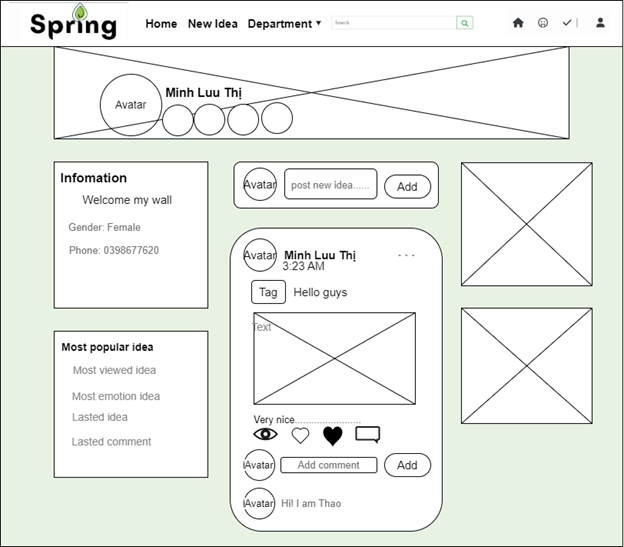 Spring
Home New Idea Department
Search
Avatar
Minh Luu Thị
Infomation
Welcome my wall
Gender: Female
Phone: 0398677620
Most popular idea
Most viewed idea
Most emotion idea
Lasted idea
Lasted comment
Avatar post new idea...... Add
Avatar
Minh Luu Thị
3:23 AM
Tag Hello guys
Text
Very nice......................
Avatar Add comment Add
Avatar Hi! I am Thao